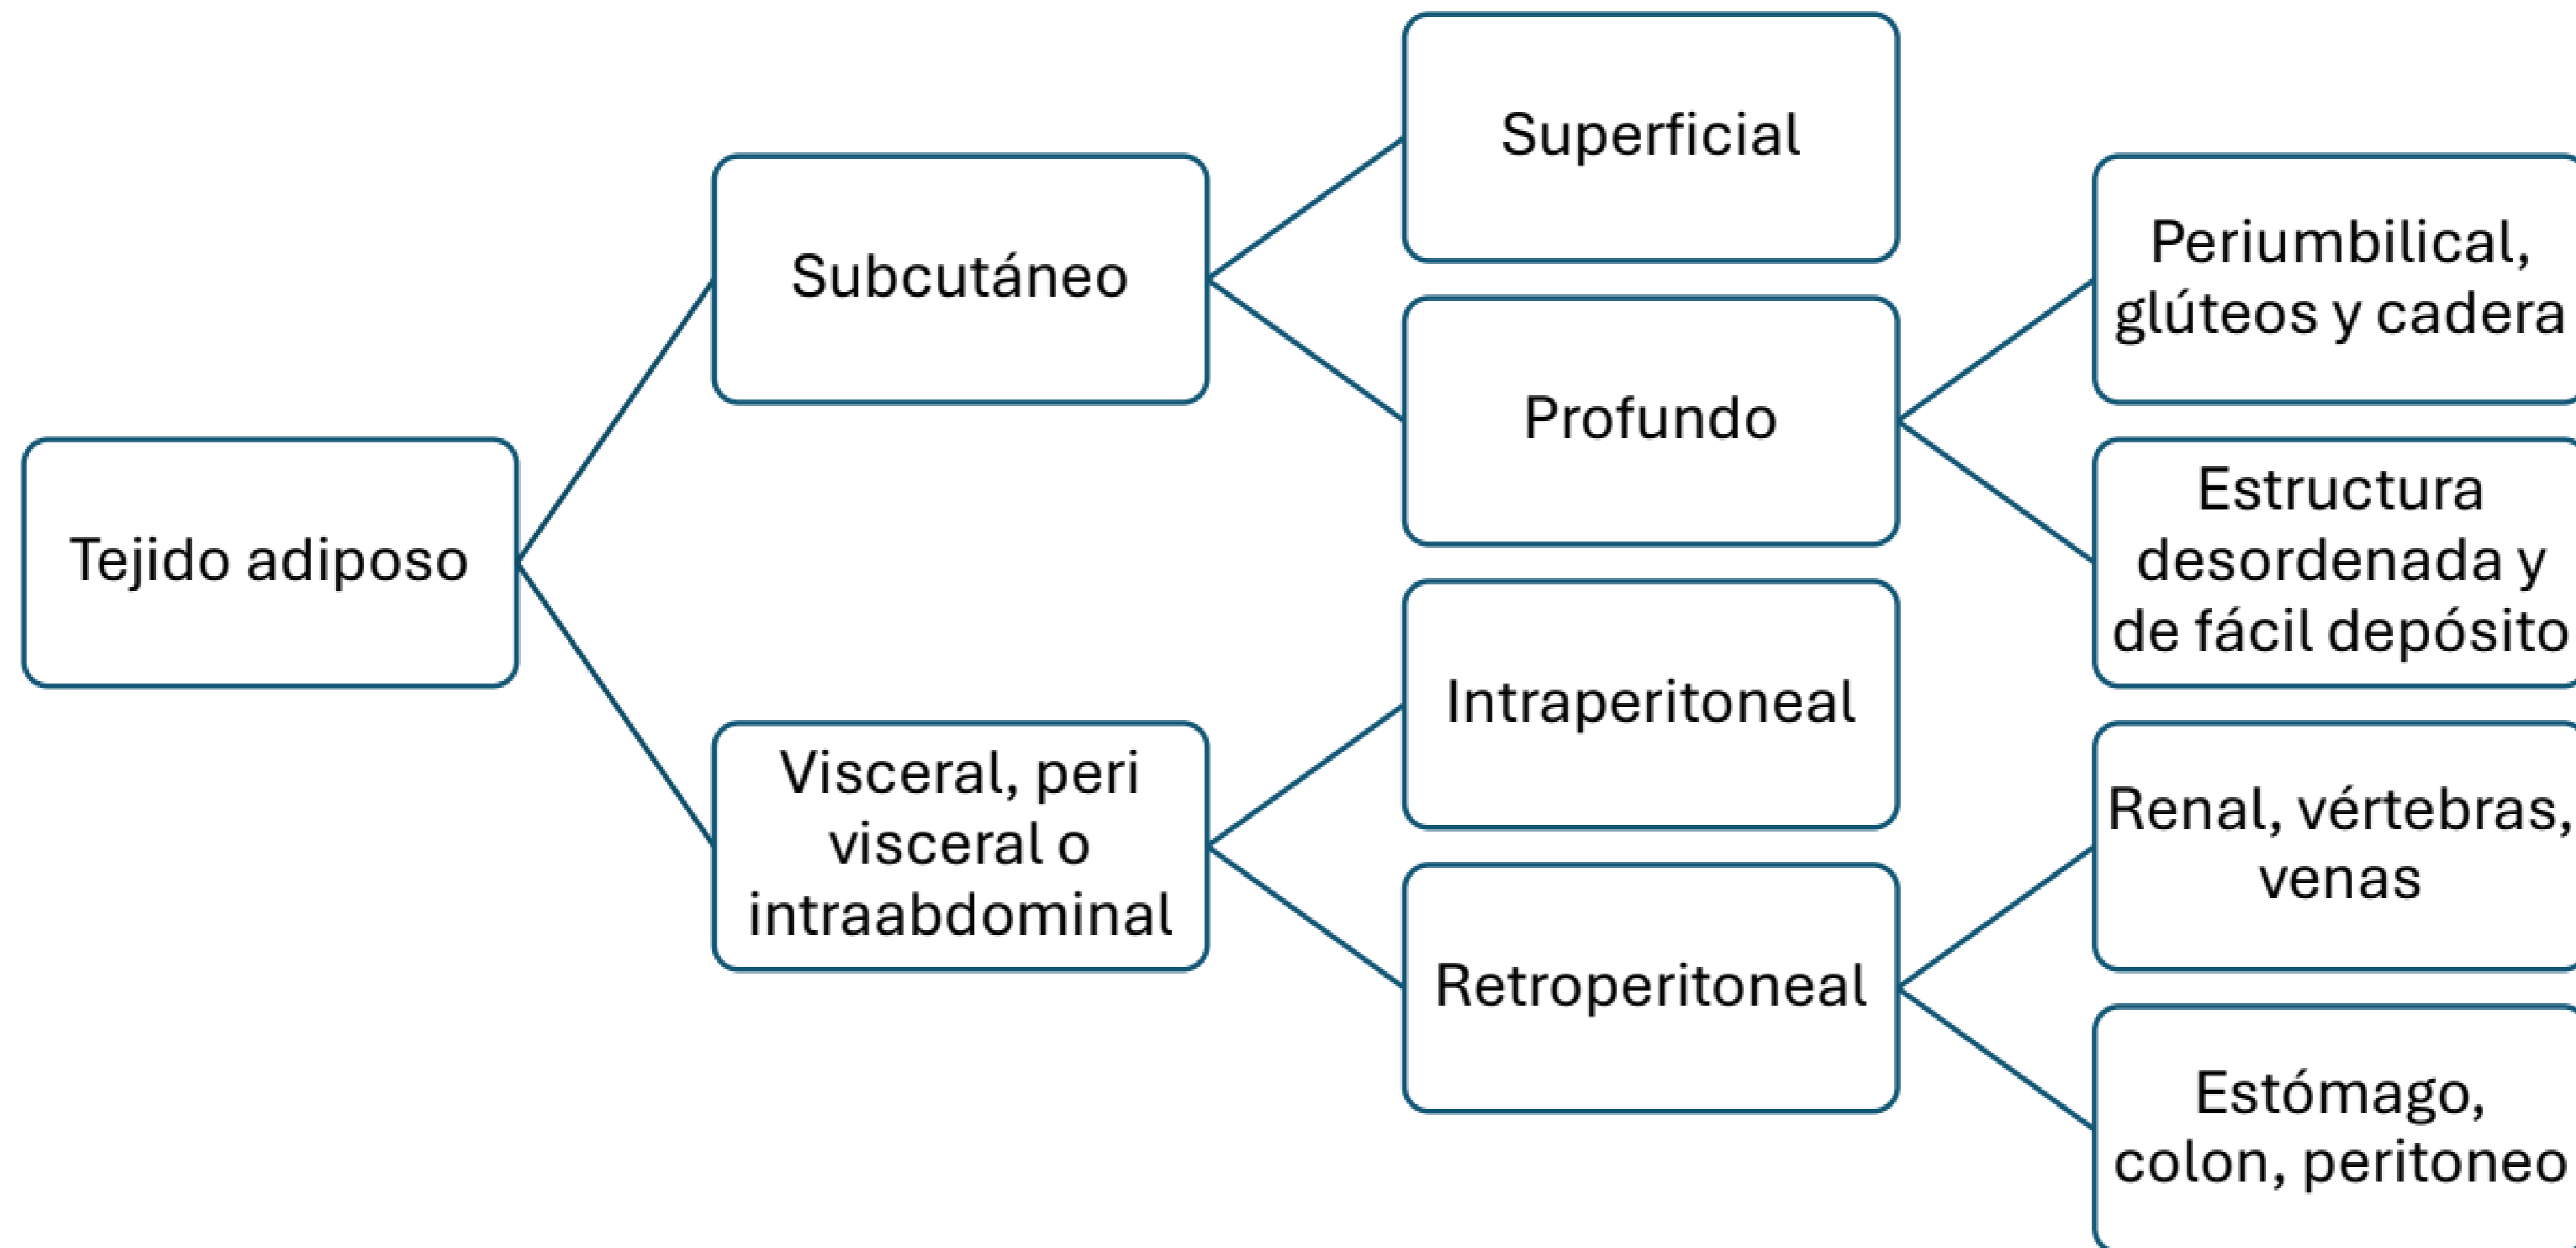 Tejido adiposo
Subcutáneo
Visceral, peri
visceral o
intraabdominal
Superficial
Profundo
Intraperitoneal
Retroperitoneal
Periumbilical,
glúteos y cadera
Estructura
desordenada y
de fácil depósito
Renal, vértebras,
venas
Estómago,
colon, peritoneo